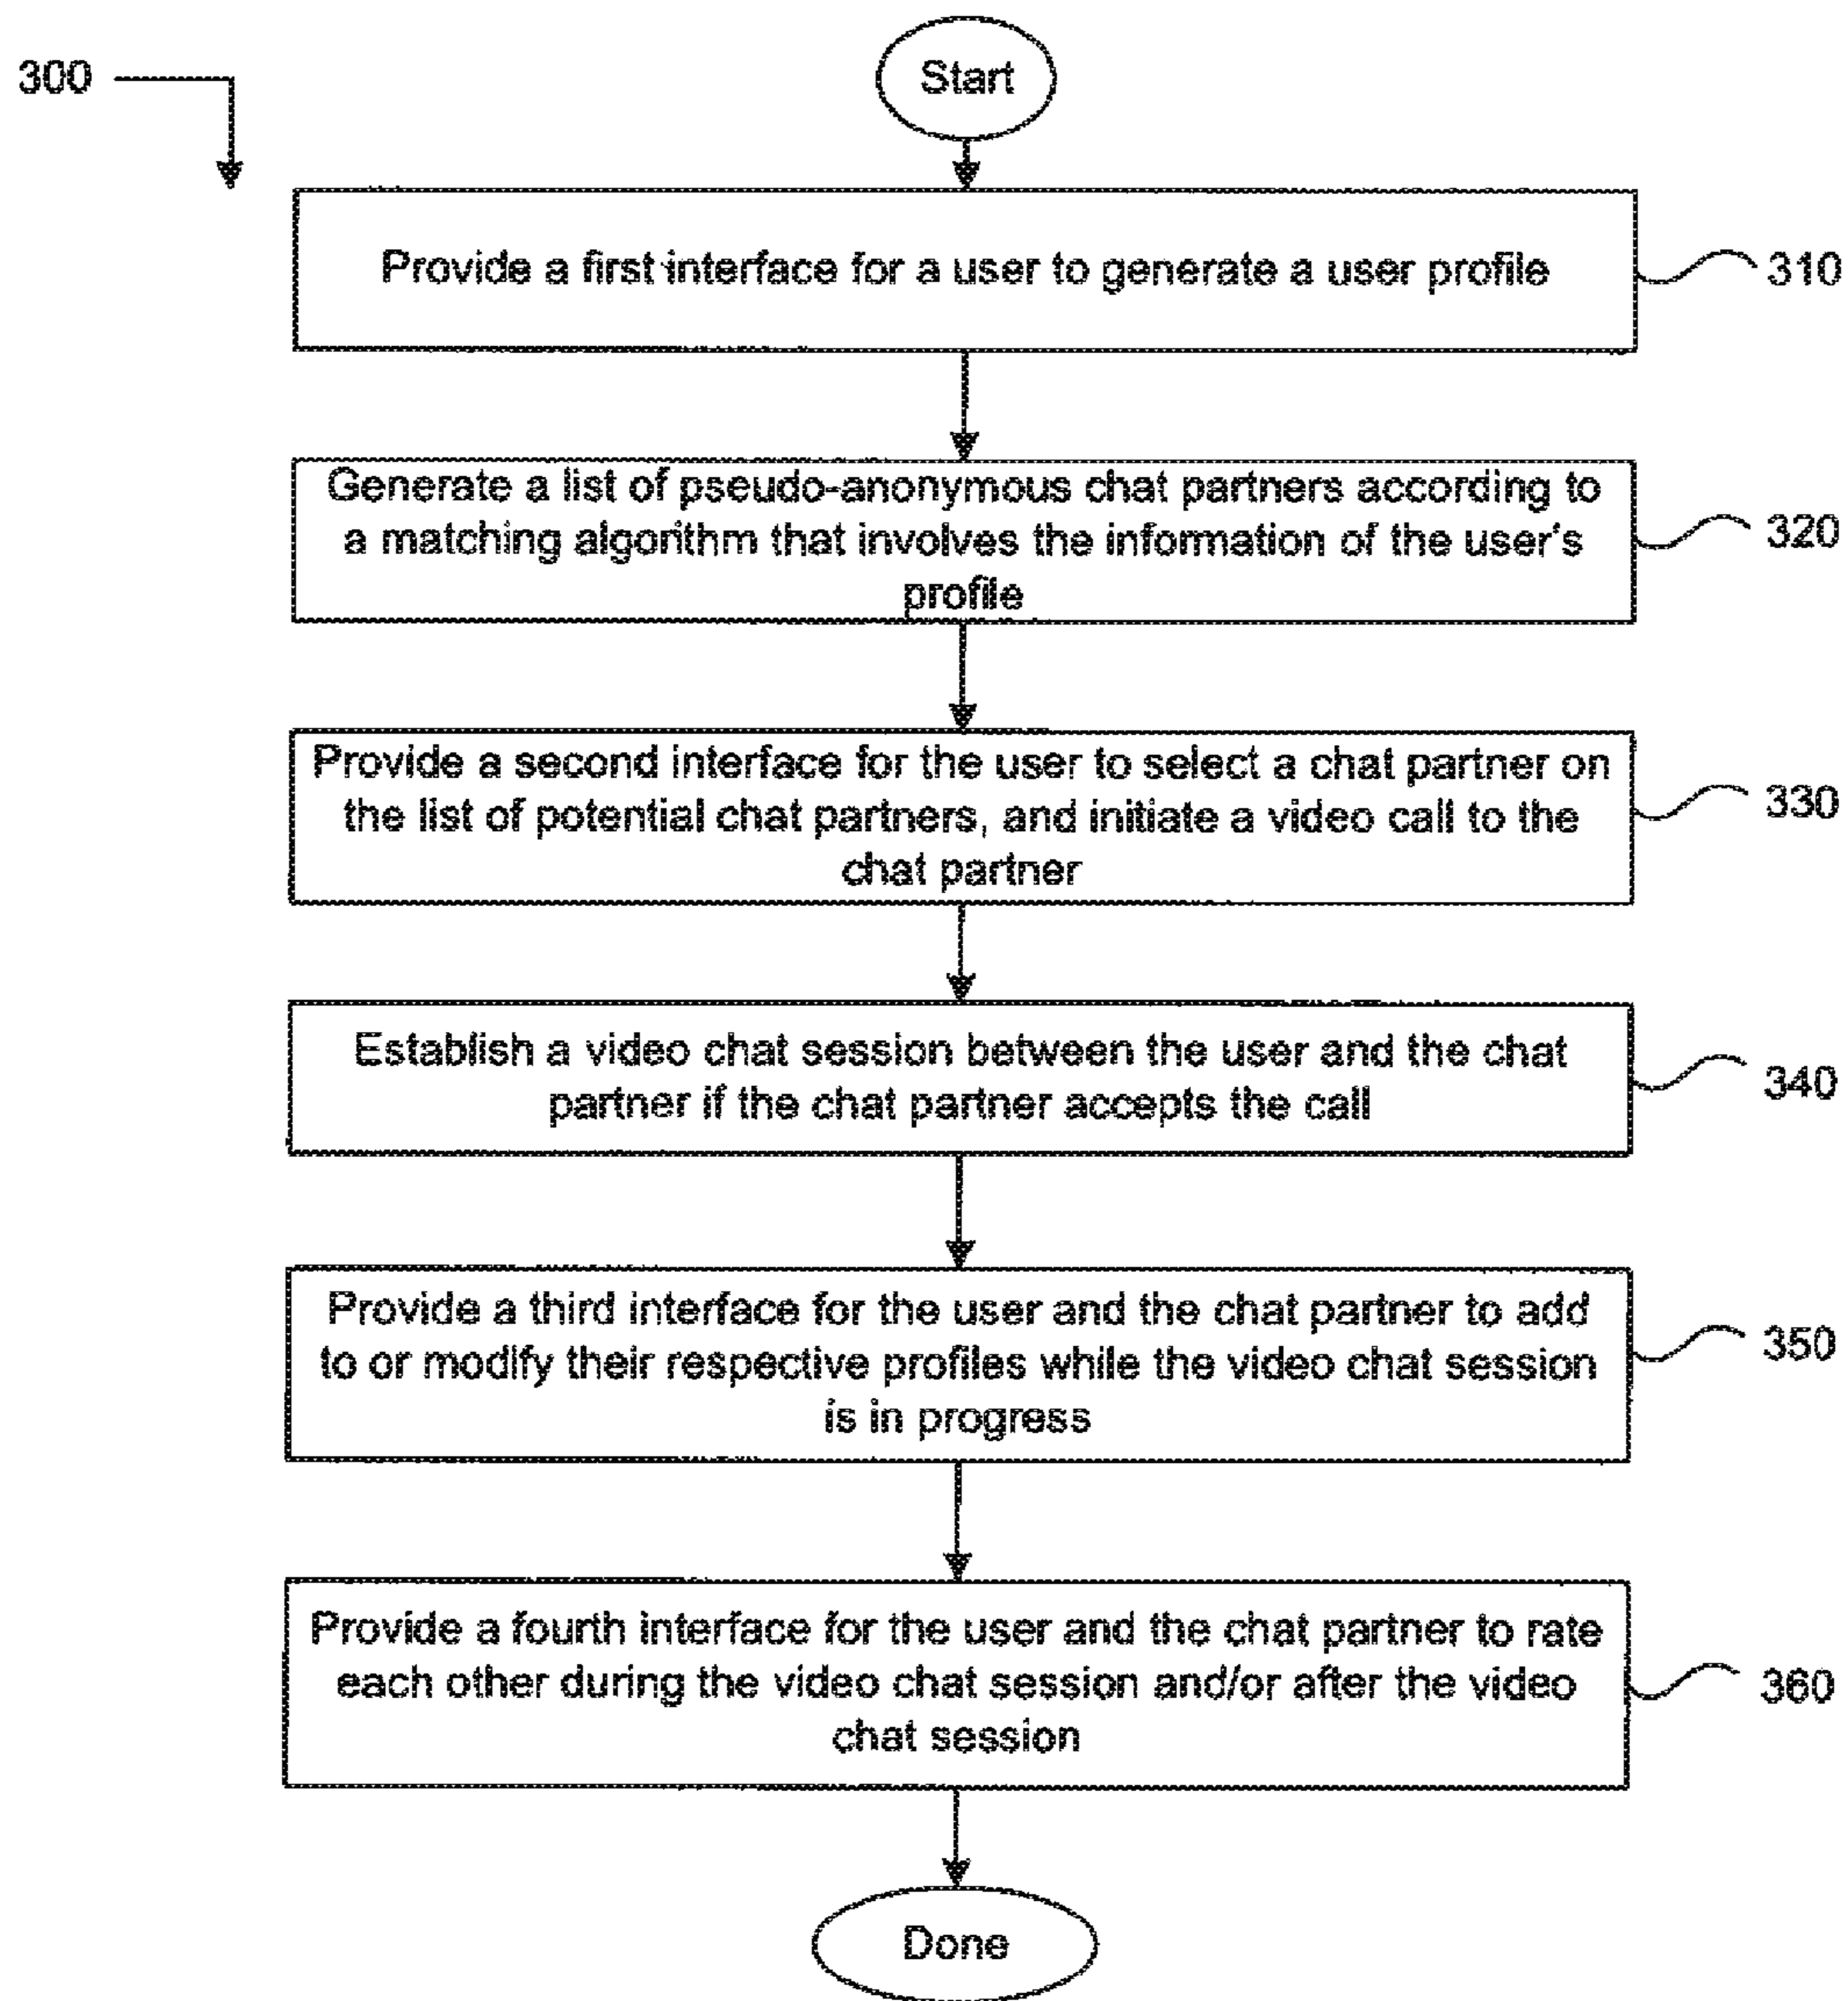 300
Start
Provide a first interface for a user to generate a user profile
310
Generate a list of pseudo-anonymous chat partners according to
a matching algorithm that involves the information of the user's
profile
320
Provide a second interface for the user to select a chat partner on
the list of potential chat partners, and initiate a video call to the
chat partner
330
Establish a video chat session between the user and the chat
partner if the chat partner accepts the call
340
Provide a third interface for the user and the chat partner to add
to or modify their respective profiles while the video chat session
is in progress
350
Provide a fourth interface for the user and the chat partner to rate
each other during the video chat session and/or after the video
chat session
360
Done